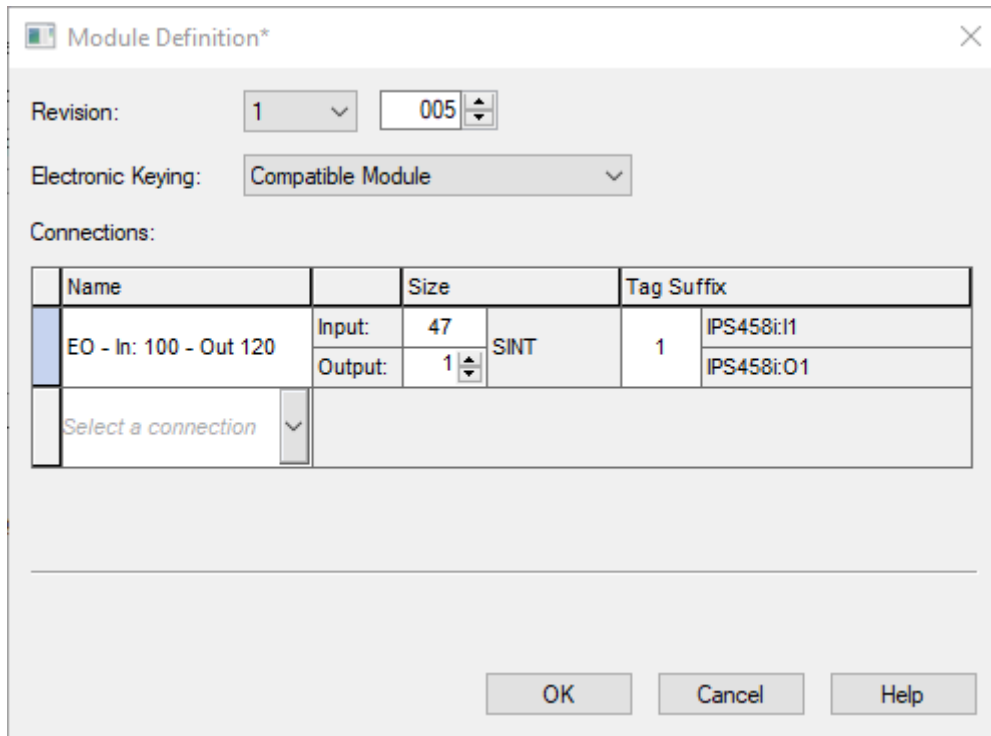 Module Definition*
Revision: 1 005
Electronic Keying: Compatible Module
Connections:
Name Size Tag Suffix
EO - In: 100 - Out 120 Input: 47 SINT 1 IPS458i:I1
Output: 1 IPS458i:O1
Select a connection
OK Cancel Help